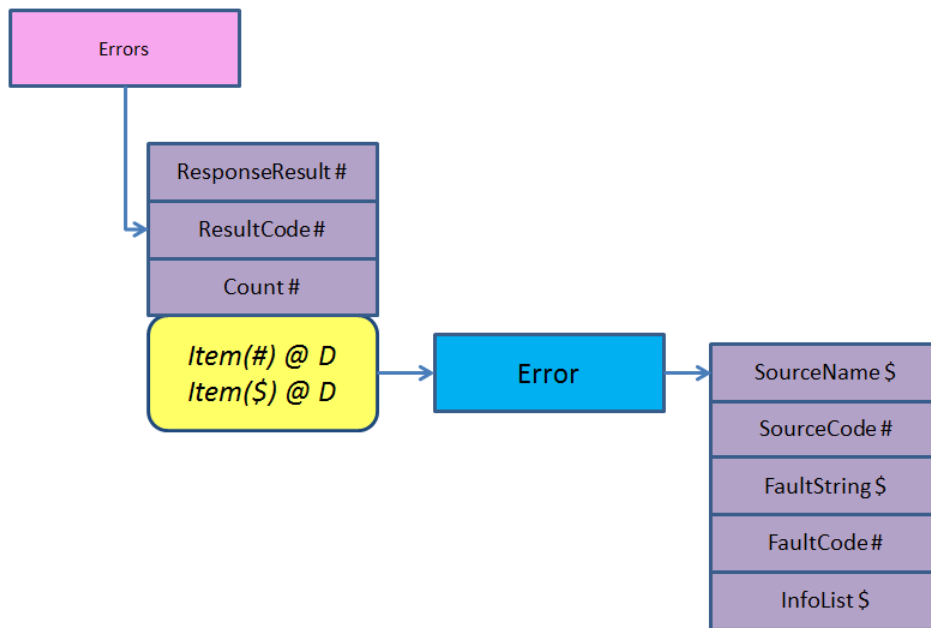 Errors
ResponseResult #
ResultCode #
Count #
Item(#) @ D
Item($) @ D
Error
SourceName $
SourceCode #
FaultString $
FaultCode #
InfoList $